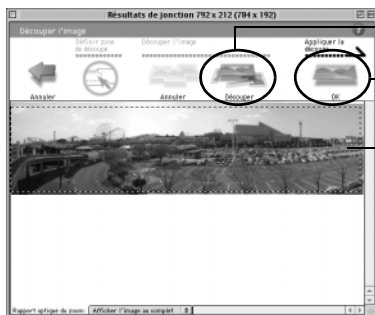 Résultats de jonction 792 x 212 (784 x 192)
Découper l'image
Définir zone de découpe
Découper l'image
Appliquer la découpe
Annuler
Annuler
Découper
OK
Rapport optique du zoom:
Afficher l'image au complet